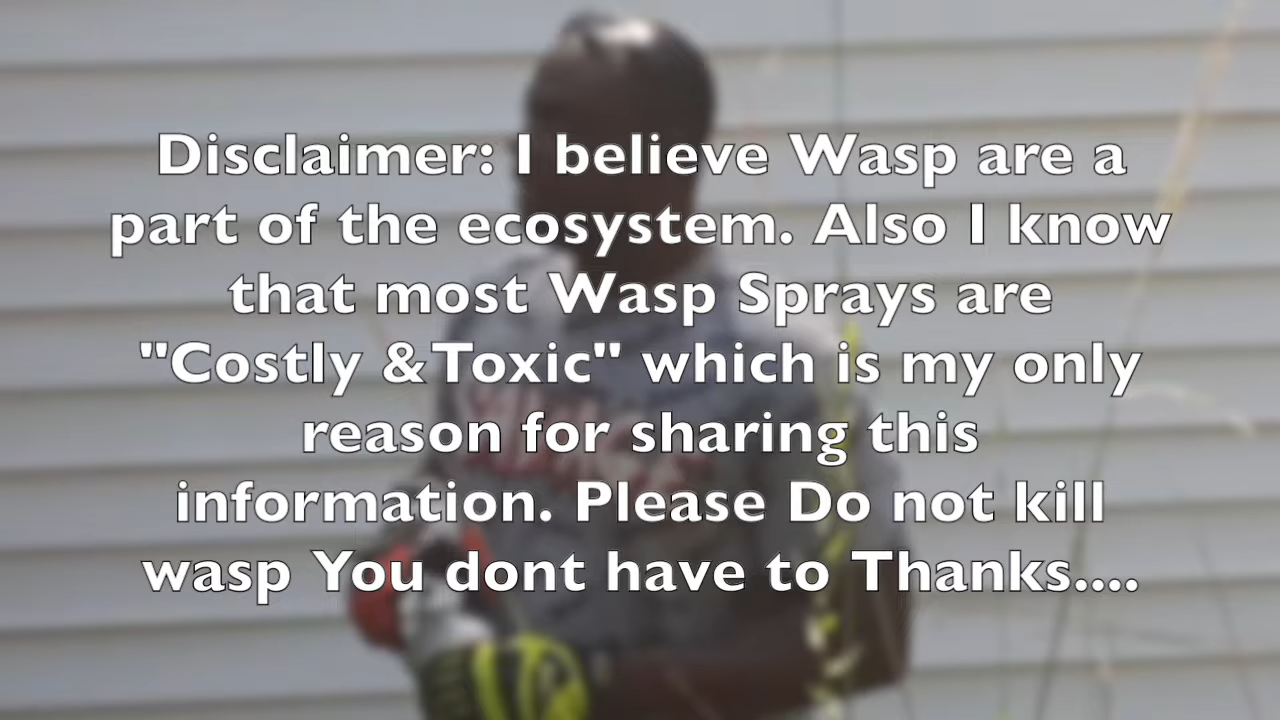 Disclaimer: I believe Wasp are a
part of the ecosystem. Also I know
that most Wasp Sprays are
"Costly &Toxic" which is my only
reason for sharing this
information. Please Do not kill
wasp You dont have to Thanks....